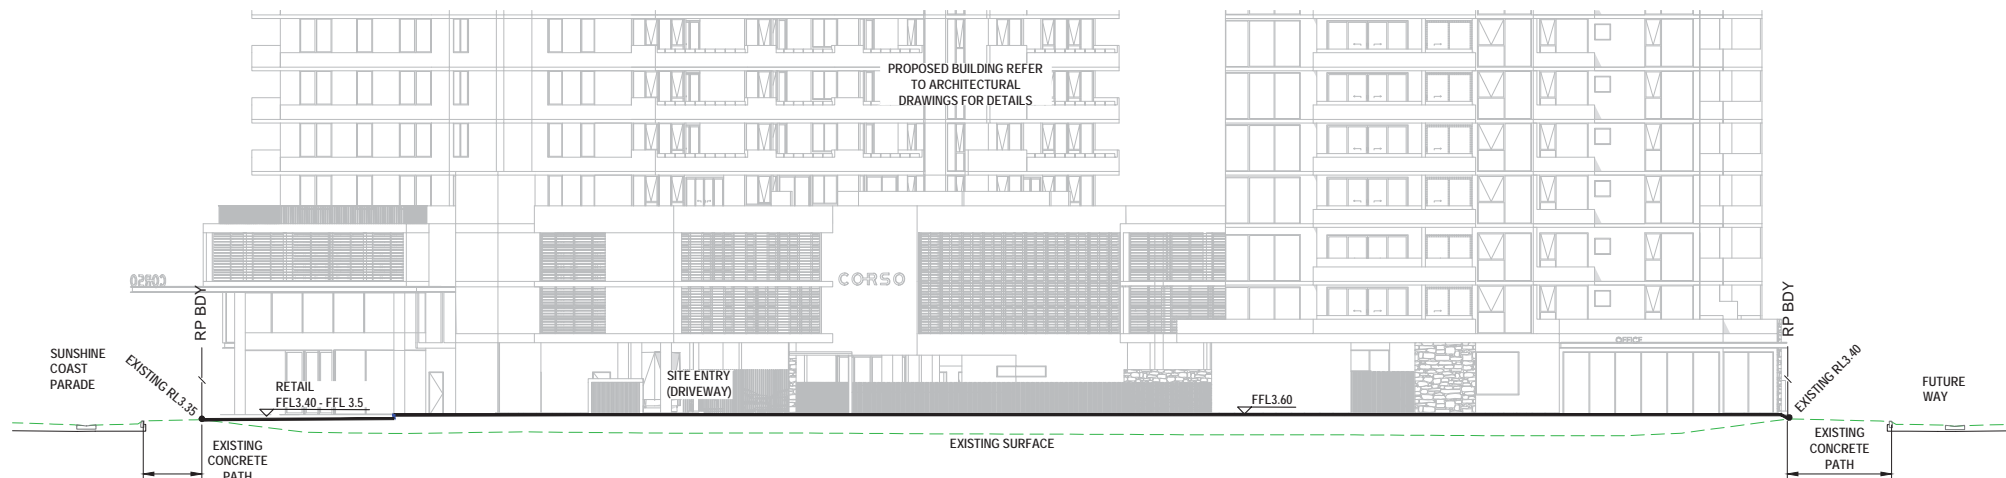 PROPOSED BUILDING REFER
TO ARCHITECTURAL
DRAWINGS FOR DETAILS
CORSO
CORSO
RP BDY
RP BDY
OFFICE
SUNSHINE
COAST
PARADE
EXISTING RL3.35
RETAIL
FFL3.40 - FFL 3.5
SITE ENTRY
(DRIVEWAY)
FFL3.60
EXISTING RL3.40
FUTURE
WAY
EXISTING
CONCRETE
PATH
EXISTING SURFACE
EXISTING
CONCRETE
PATH